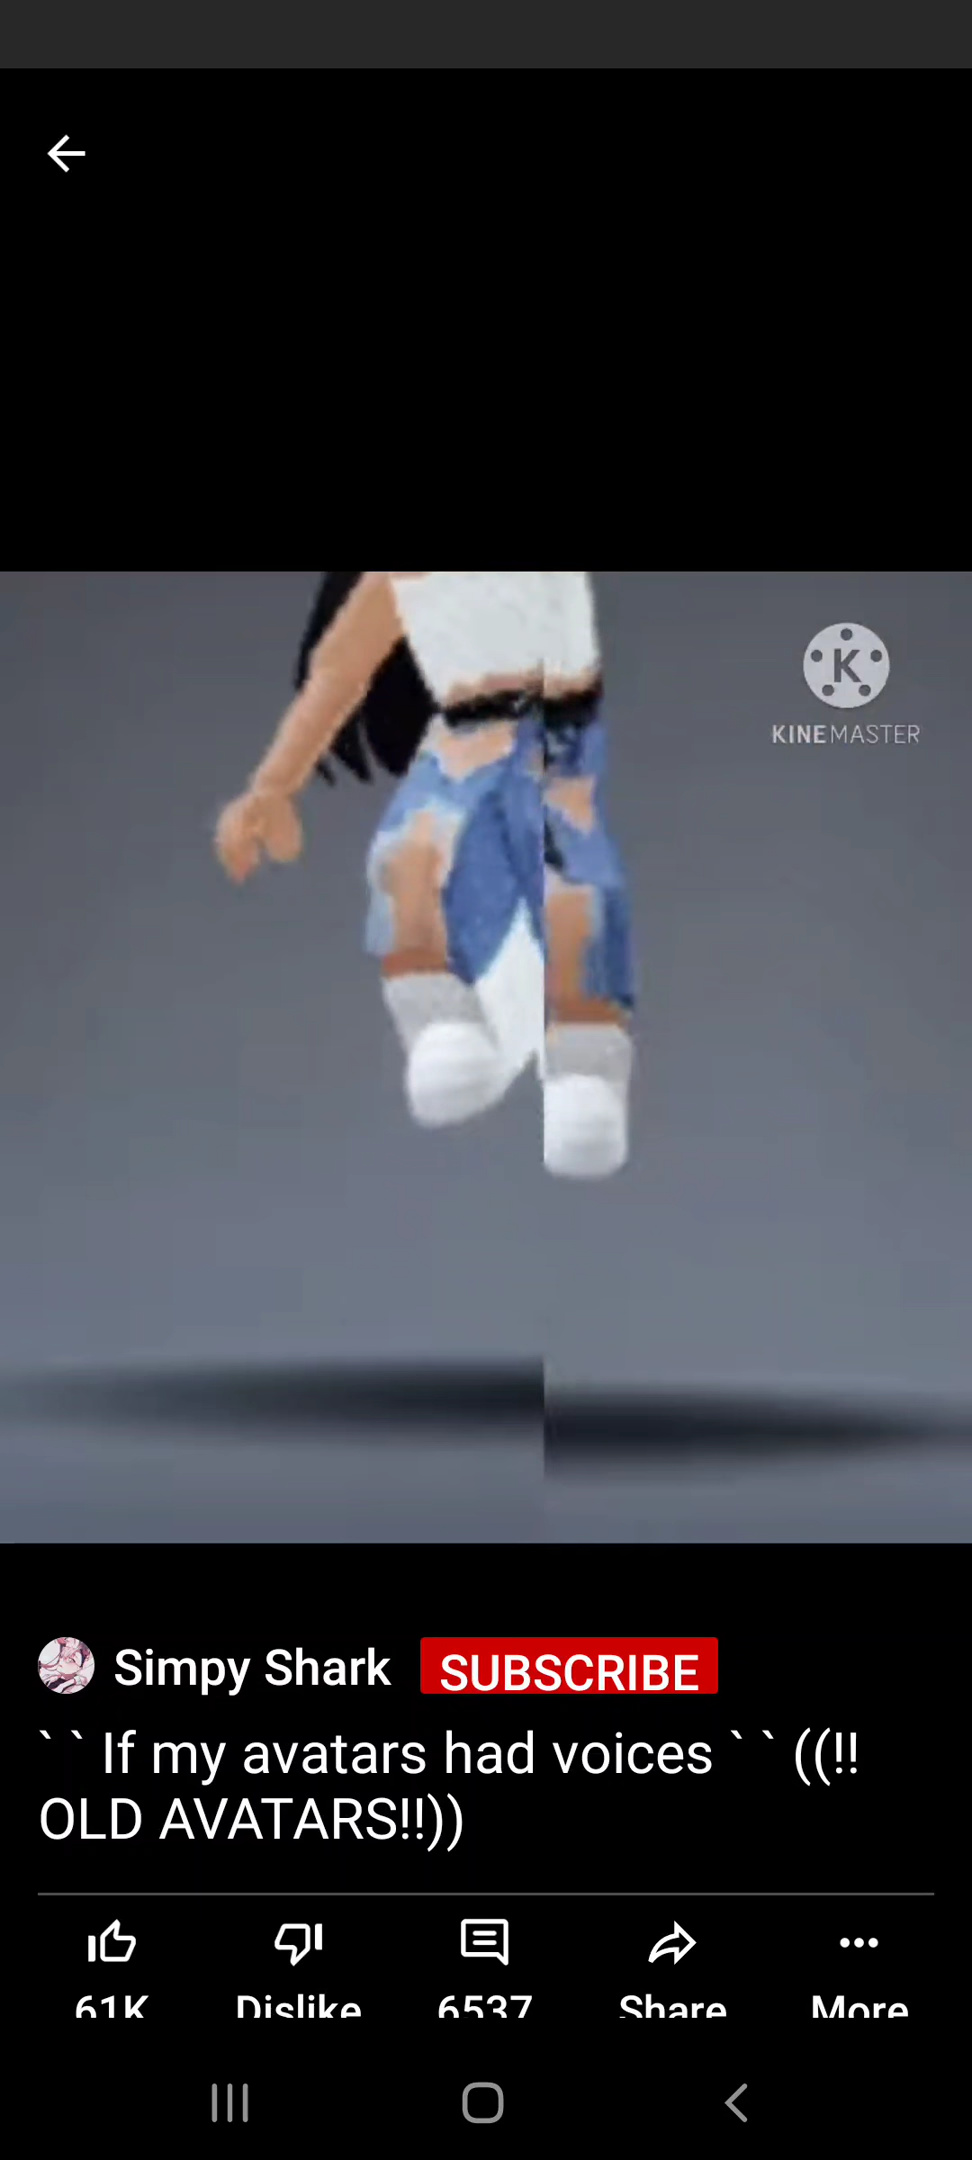 K
KINEMASTER
Simpy Shark SUBSCRIBE
` ` If my avatars had voices ` ` ((!!
OLD AVATARS!!))
61K Dislike 6537 Share More